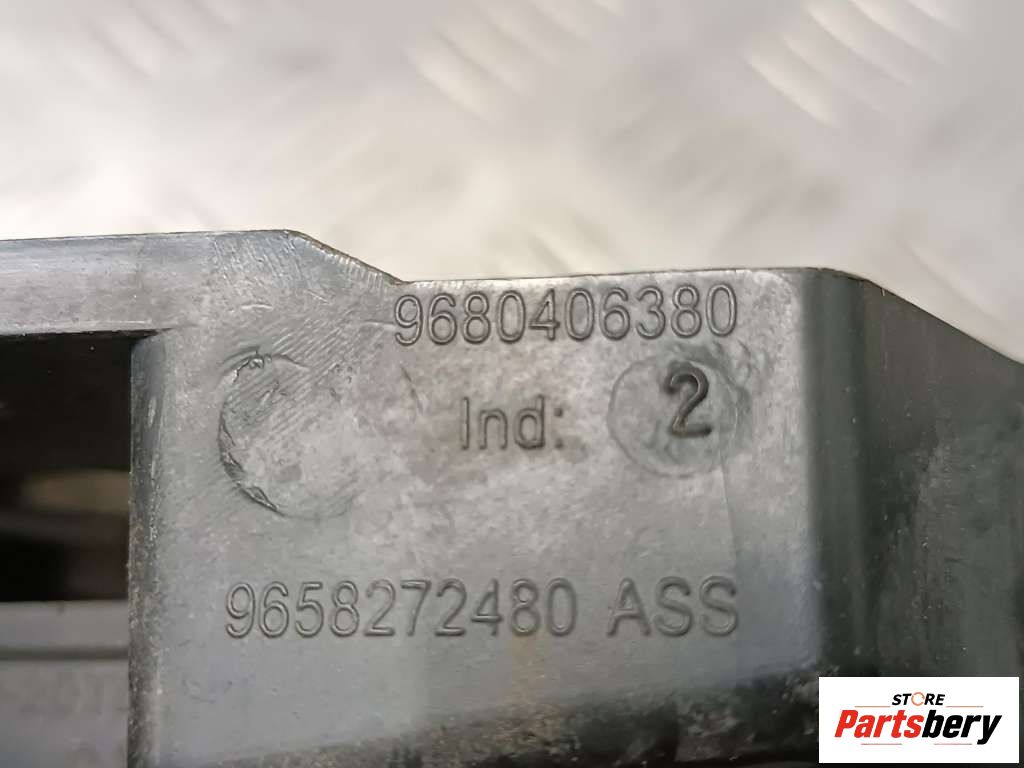 9680406380
Ind: 2
9658272480 ASS
STORE
Partsbery